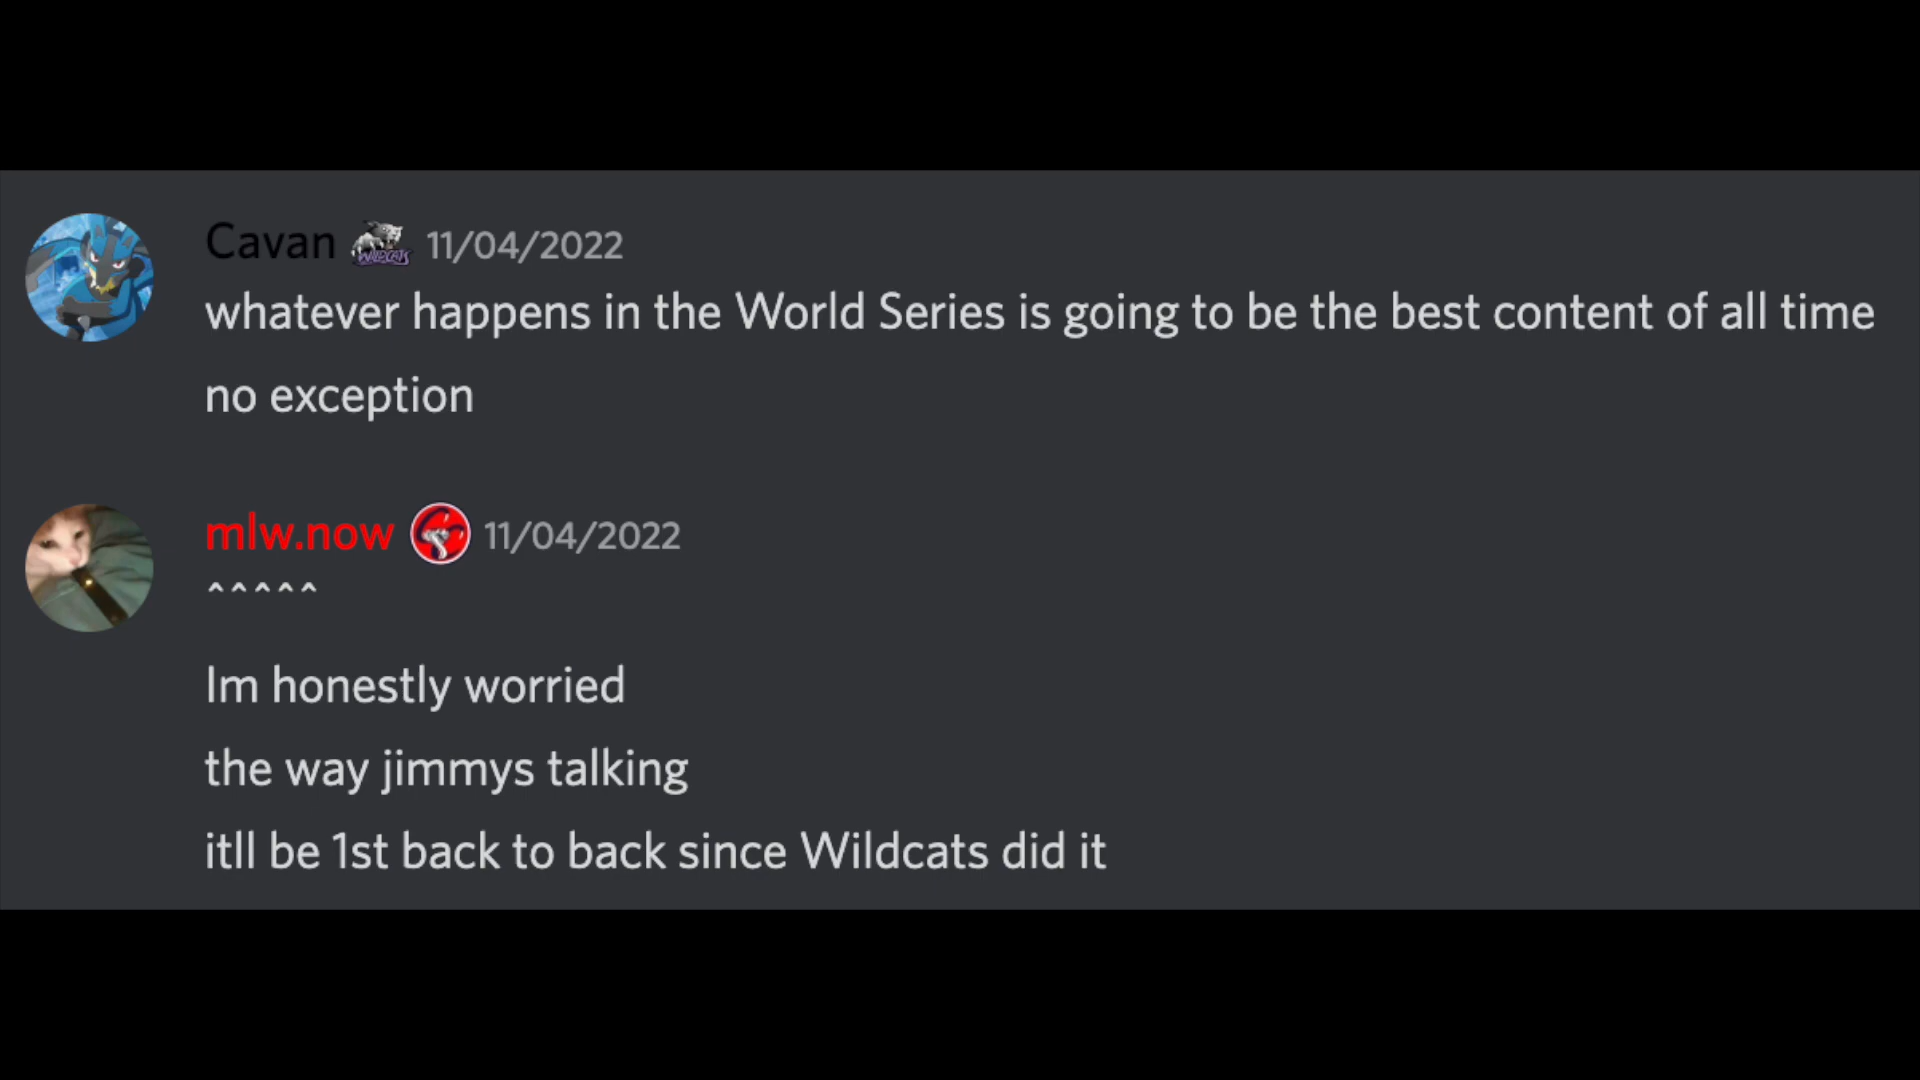 Cavan WILDCATS 11/04/2022
whatever happens in the World Series is going to be the best content of all time
no exception
mlw.now 11/04/2022
^^^^^
Im honestly worried
the way jimmys talking
itll be 1st back to back since Wildcats did it